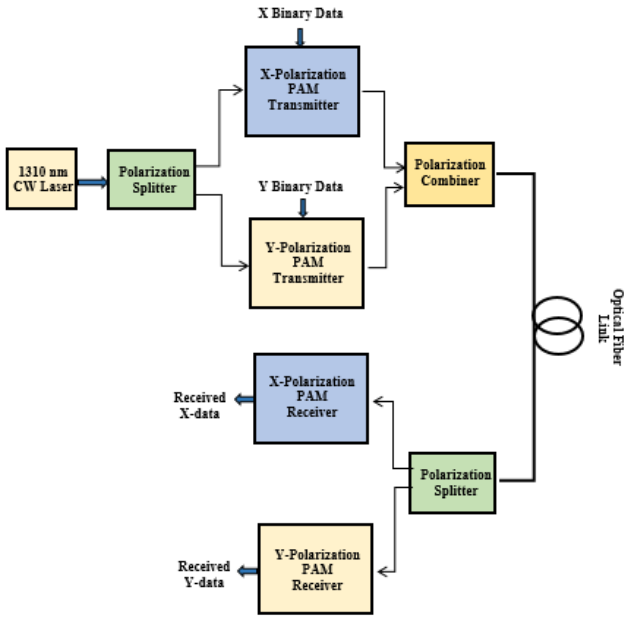 X Binary Data
X-Polarization
PAM
Transmitter
1310 nm
CW Laser
Polarization
Splitter
Polarization
Combiner
Y Binary Data
Y-Polarization
PAM
Transmitter
Optical Fiber
Link
X-Polarization
PAM
Receiver
Received
X-data
Polarization
Splitter
Y-Polarization
PAM
Receiver
Received
Y-data